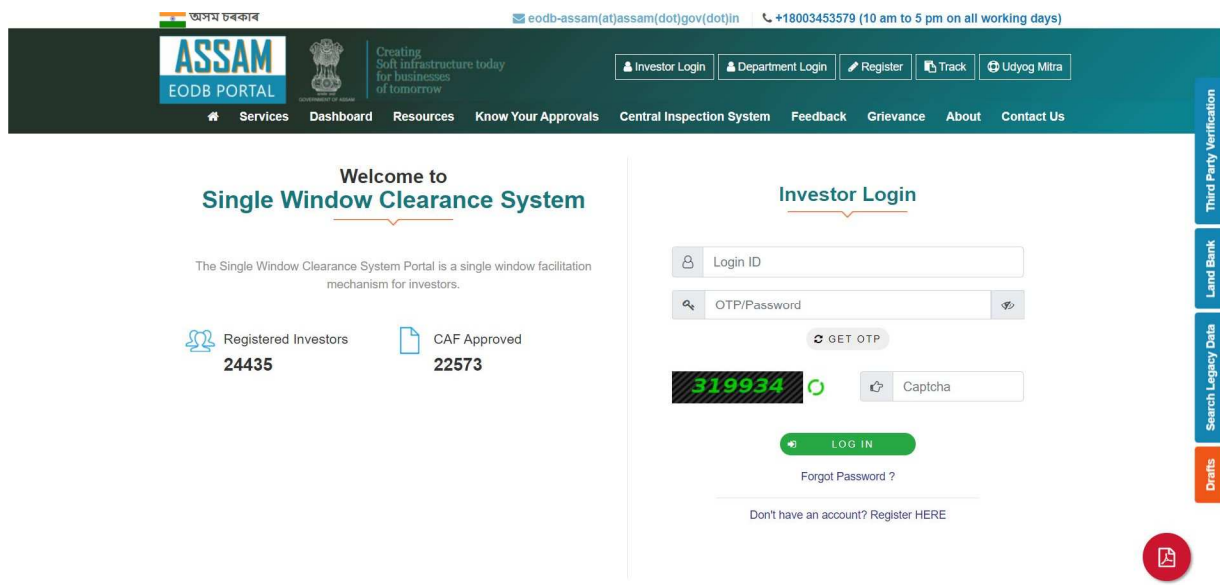 অসম চৰকাৰ
eodb-assam(at)assam(dot)gov(dot)in
+18003453579 (10 am to 5 pm on all working days)
ASSAM
EODB PORTAL
GOVERNMENT OF ASSAM
Creating
Soft infrastructure today
for businesses
of tomorrow
Investor Login
Department Login
Register
Track
Udyog Mitra
Services
Dashboard
Resources
Know Your Approvals
Central Inspection System
Feedback
Grievance
About
Contact Us
Welcome to
Single Window Clearance System
The Single Window Clearance System Portal is a single window facilitation
mechanism for investors.
Registered Investors
24435
CAF Approved
22573
Investor Login
Login ID
OTP/Password
GET OTP
319934
Captcha
LOG IN
Forgot Password ?
Don't have an account? Register HERE
Third Party Verification
Land Bank
Search Legacy Data
Drafts